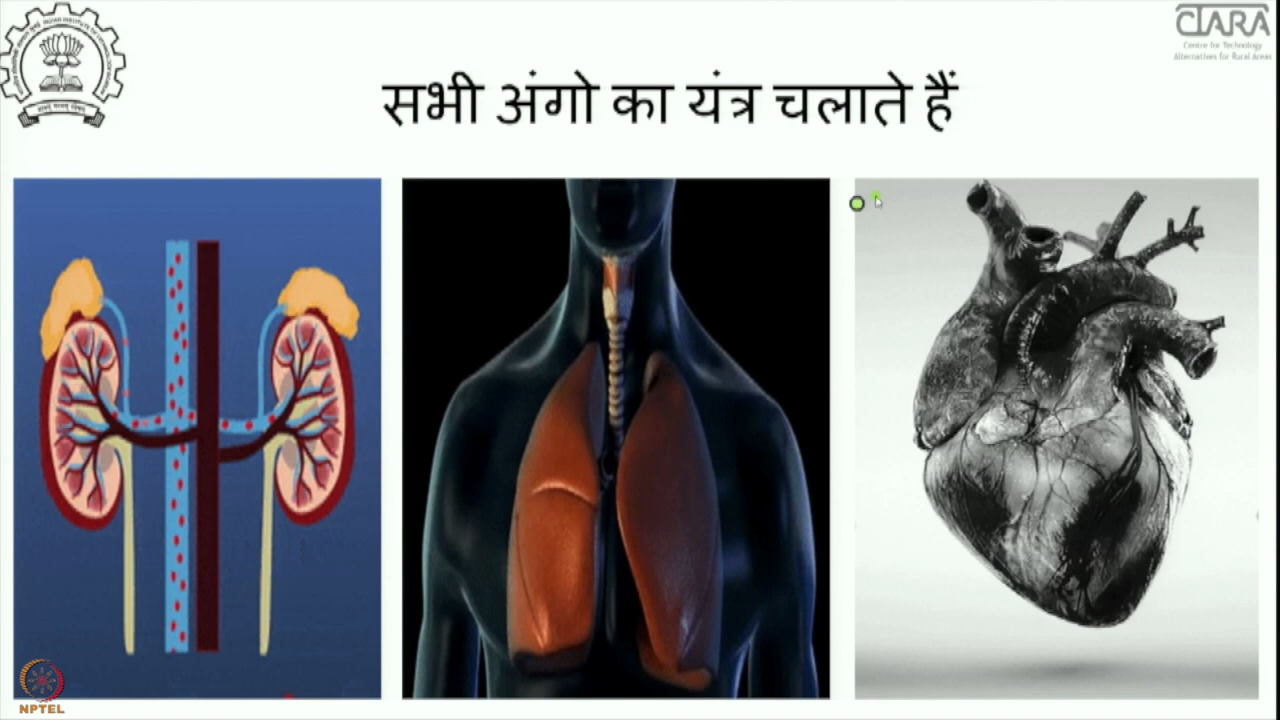 CTARA
Centre for Technology
Alternatives for Rural Areas
सभी अंगो का यंत्र चलाते हैं
NPTEL